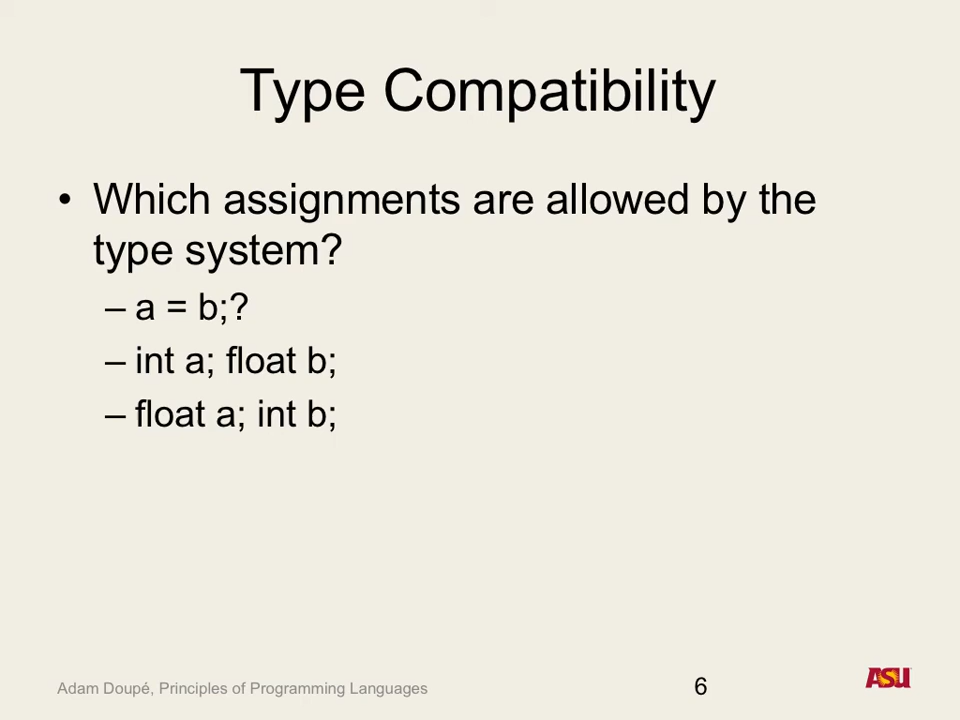 Type Compatibility
• Which assignments are allowed by the
type system?
– a = b;?
– int a; float b;
– float a; int b;
Adam Doupé, Principles of Programming Languages
6
ASU